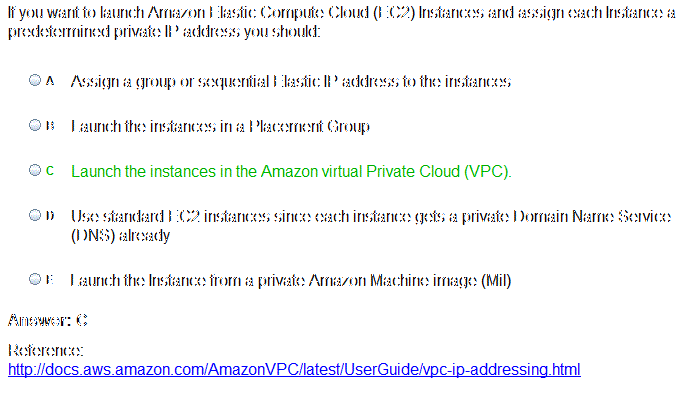 If you want to launch Amazon Elastic Compute Cloud (EC2) Instances and assign each Instance a
predetermined private IP address you should:
A Assign a group or sequential Elastic IP address to the instances
B Launch the instances in a Placement Group
C Launch the instances in the Amazon virtual Private Cloud (VPC).
D Use standard EC2 instances since each instance gets a private Domain Name Service
(DNS) already
E Launch the Instance from a private Amazon Machine image (Mil)
Answer: C
Reference:
http://docs.aws.amazon.com/AmazonVPC/latest/UserGuide/vpc-ip-addressing.html